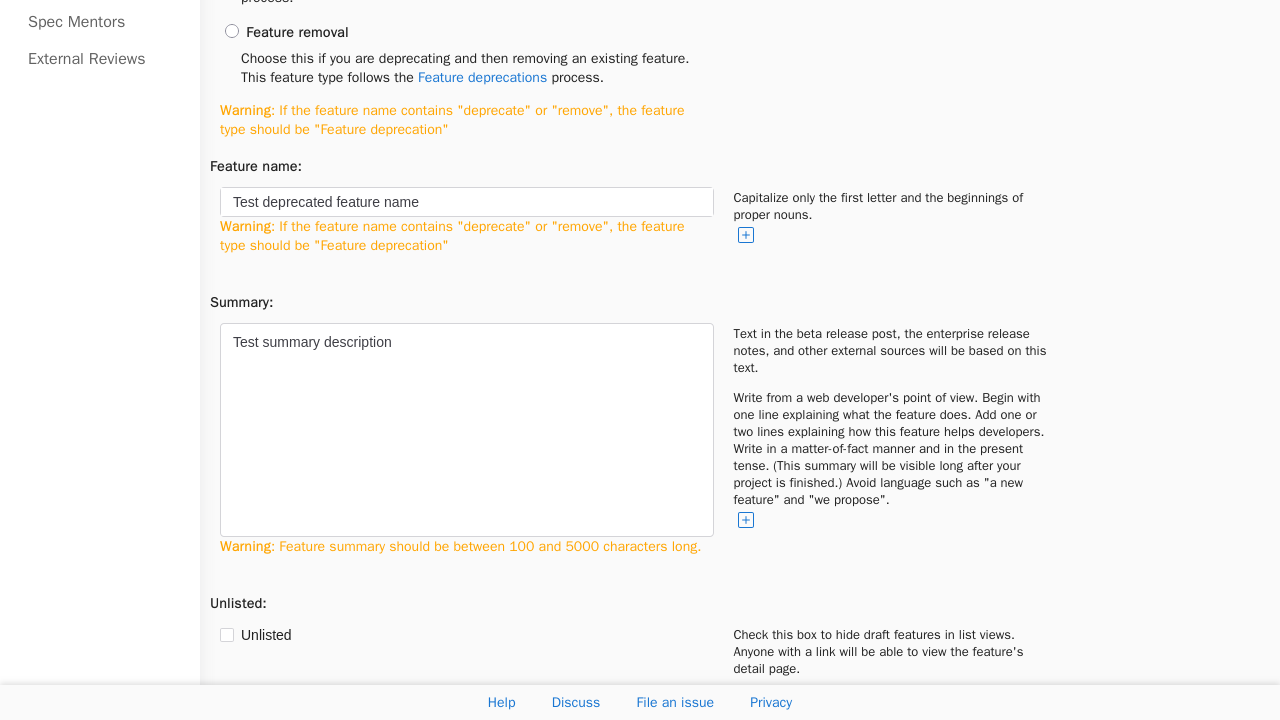 Spec Mentors
External Reviews
process.
Feature removal
Choose this if you are deprecating and then removing an existing feature.
This feature type follows the Feature deprecations process.
Warning: If the feature name contains "deprecate" or "remove", the feature
type should be "Feature deprecation"
Feature name:
Test deprecated feature name
Warning: If the feature name contains "deprecate" or "remove", the feature
type should be "Feature deprecation"
Capitalize only the first letter and the beginnings of
proper nouns.
Summary:
Test summary description
Warning: Feature summary should be between 100 and 5000 characters long.
Text in the beta release post, the enterprise release
notes, and other external sources will be based on this
text.
Write from a web developer's point of view. Begin with
one line explaining what the feature does. Add one or
two lines explaining how this feature helps developers.
Write in a matter-of-fact manner and in the present
tense. (This summary will be visible long after your
project is finished.) Avoid language such as "a new
feature" and "we propose".
Unlisted:
Unlisted
Check this box to hide draft features in list views.
Anyone with a link will be able to view the feature's
detail page.
Help
Discuss
File an issue
Privacy